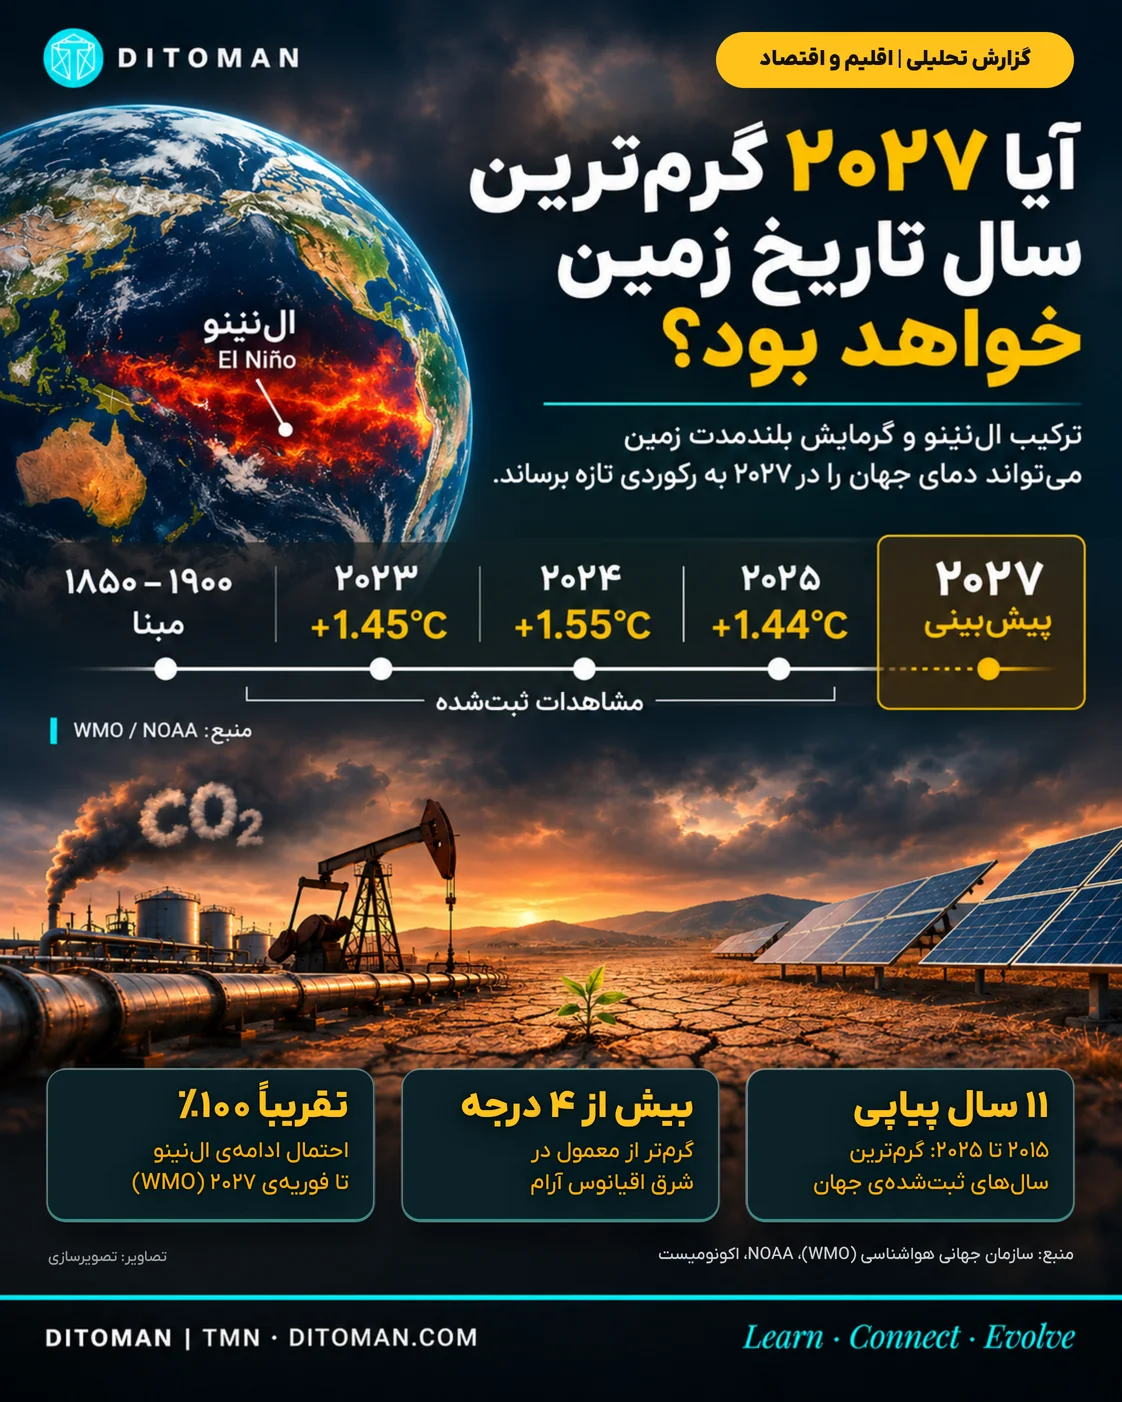 DITOMAN
گزارش تحلیلی | اقلیم و اقتصاد
آیا ۲۰۲۷ گرم‌ترین
سال تاریخ زمین
خواهد بود؟
ال‌نینو
El Niño
ترکیب ال‌نینو و گرمایش بلندمدت زمین
می‌تواند دمای جهان را در ۲۰۲۷ به رکوردی تازه برساند.
۲۰۲۷
پیش‌بینی
۲۰۲۵
+1.44°C
۲۰۲۴
+1.55°C
۲۰۲۳
+1.45°C
۱۸۵۰–۱۹۰۰
مبنا
مشاهدات ثبت‌شده
منبع: WMO / NOAA
CO₂
۱۱ سال پیاپی
۲۰۱۵ تا ۲۰۲۵: گرم‌ترین
سال‌های ثبت‌شده‌ی جهان
بیش از ۴ درجه
گرم‌تر از معمول در
شرق اقیانوس آرام
تقریباً ۱۰۰٪
احتمال ادامه‌ی ال‌نینو
تا فوریه‌ی ۲۰۲۷ (WMO)
منبع: سازمان جهانی هواشناسی (WMO)، NOAA، اکونومیست
تصاویر: تصویرسازی
DITOMAN | TMN · DITOMAN.COM
Learn · Connect · Evolve